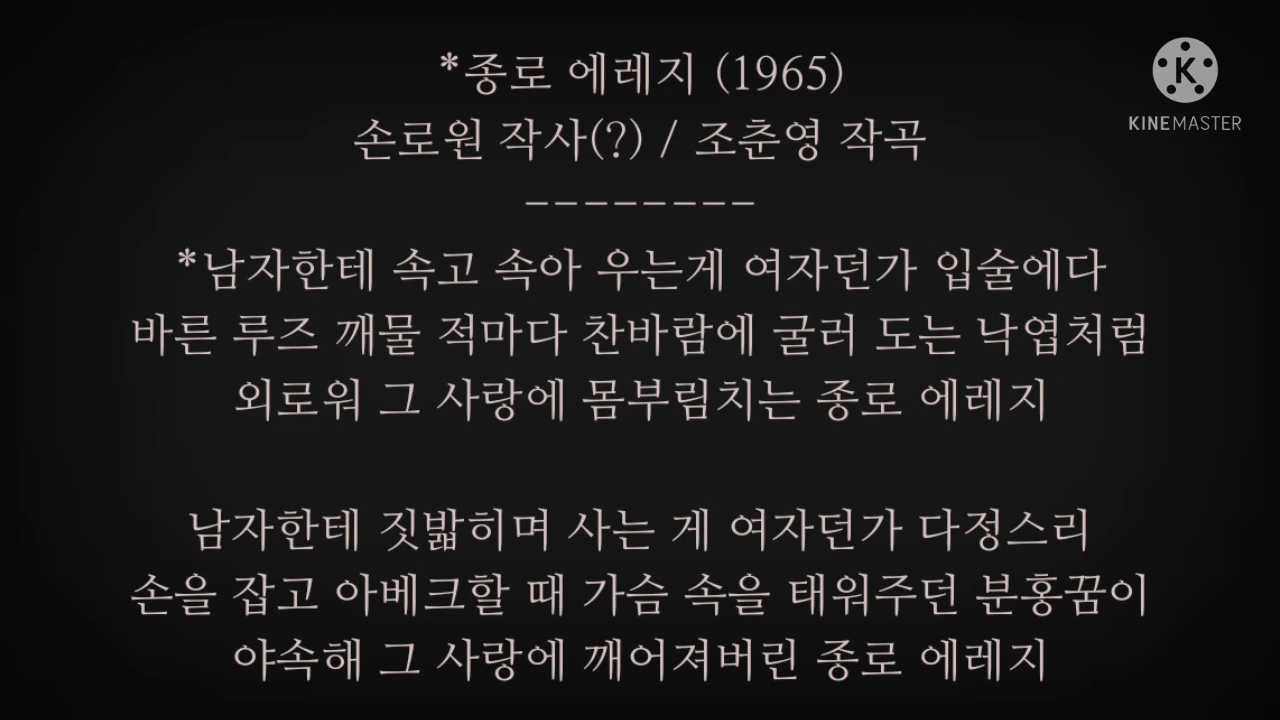 *종로 에레지 (1965)
손로원 작사(?) / 조춘영 작곡
--------
*남자한테 속고 속아 우는게 여자던가 입술에다
바른 루즈 깨물 적마다 찬바람에 굴러 도는 낙엽처럼
외로워 그 사랑에 몸부림치는 종로 에레지
남자한테 짓밟히며 사는 게 여자던가 다정스리
손을 잡고 아베크할 때 가슴 속을 태워주던 분홍꿈이
야속해 그 사랑에 깨어져버린 종로 에레지
K
KINEMASTER